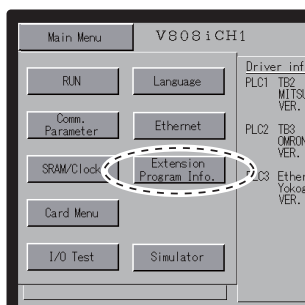 Main Menu
V808iCH1
RUN
Language
Comm.
Parameter
Ethernet
SRAM/Clock
Extension
Program Info.
Card Menu
I/O Test
Simulator
Driver inf
PLC1 TB2
MITSU
VER.
PLC2 TB3
OMRON
VER.
PLC3 Ether
Yokog
VER.